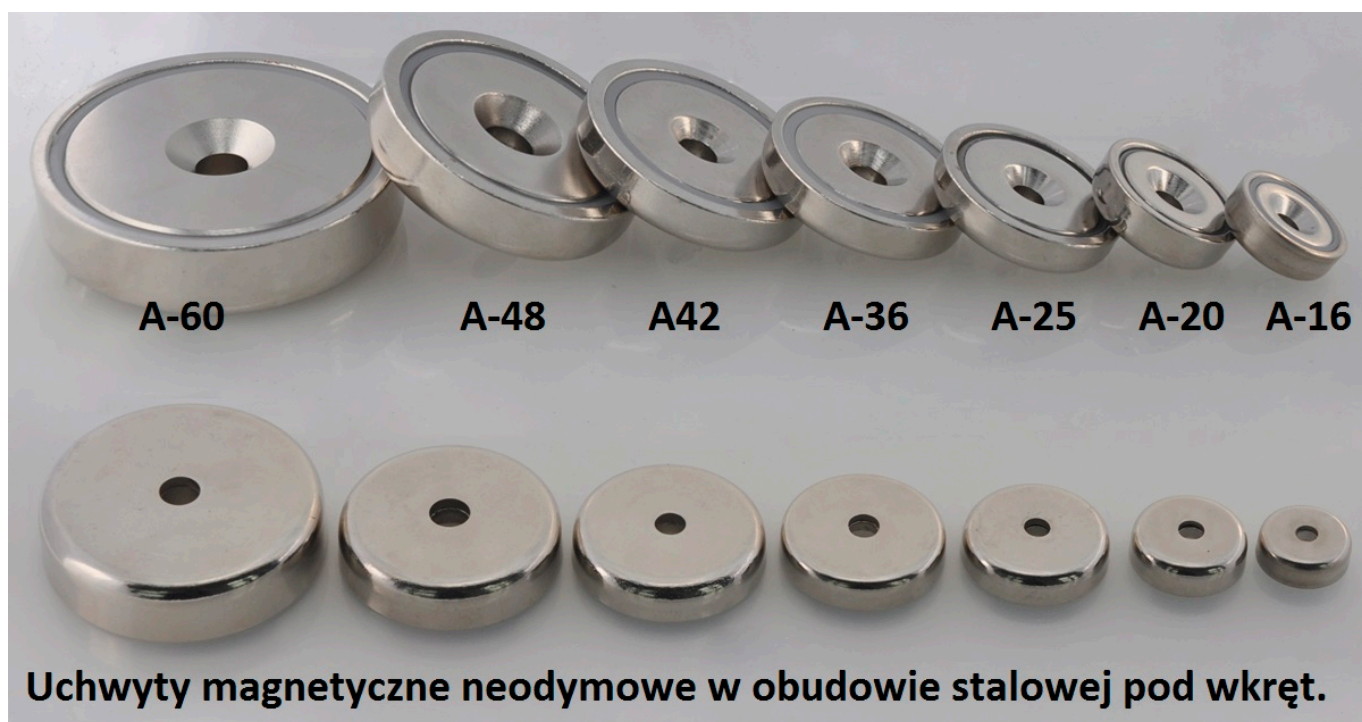 A-60 A-48 A42 A-36 A-25 A-20 A-16
Uchwyty magnetyczne neodymowe w obudowie stalowej pod wkręt.